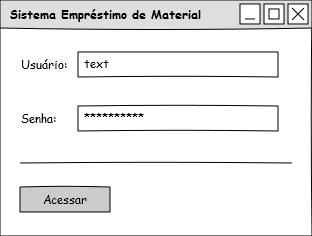 Sistema Empréstimo de Material
Usuário: text
Senha: **********
Acessar